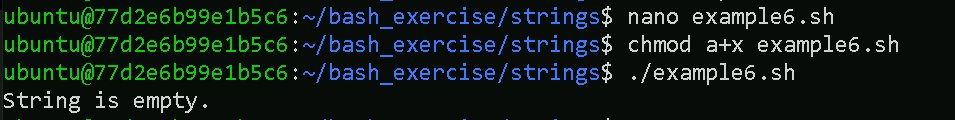 ubuntu@77d2e6b99e1b5c6:~/bash_exercise/strings$ nano example6.sh
ubuntu@77d2e6b99e1b5c6:~/bash_exercise/strings$ chmod a+x example6.sh
ubuntu@77d2e6b99e1b5c6:~/bash_exercise/strings$ ./example6.sh
String is empty.